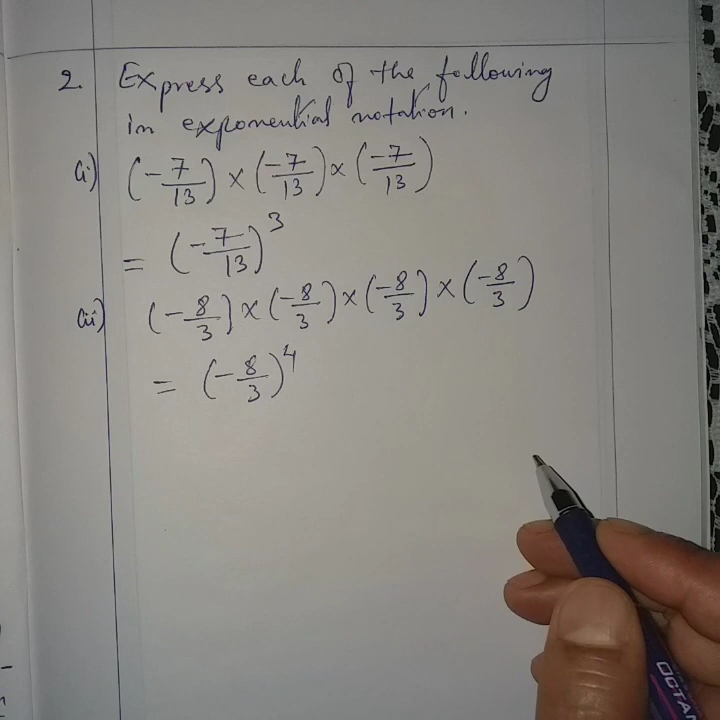 2. Express each of the following
in exponential notation.
(i) (-7/13) × (-7/13) × (-7/13)
= (-7/13)³
(ii) (-8/3) × (-8/3) × (-8/3) × (-8/3)
= (-8/3)⁴
OCTAN